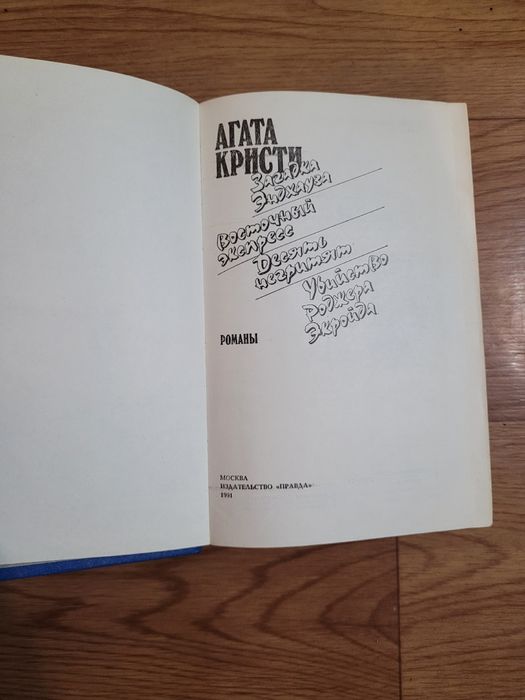 АГАТА
КРИСТИ
Загадка
Эндхауза
Восточный
экспресс
Десять
негритят
Убийство
Роджера
Экройда
РОМАНЫ
МОСКВА
ИЗДАТЕЛЬСТВО «ПРАВДА»
1991